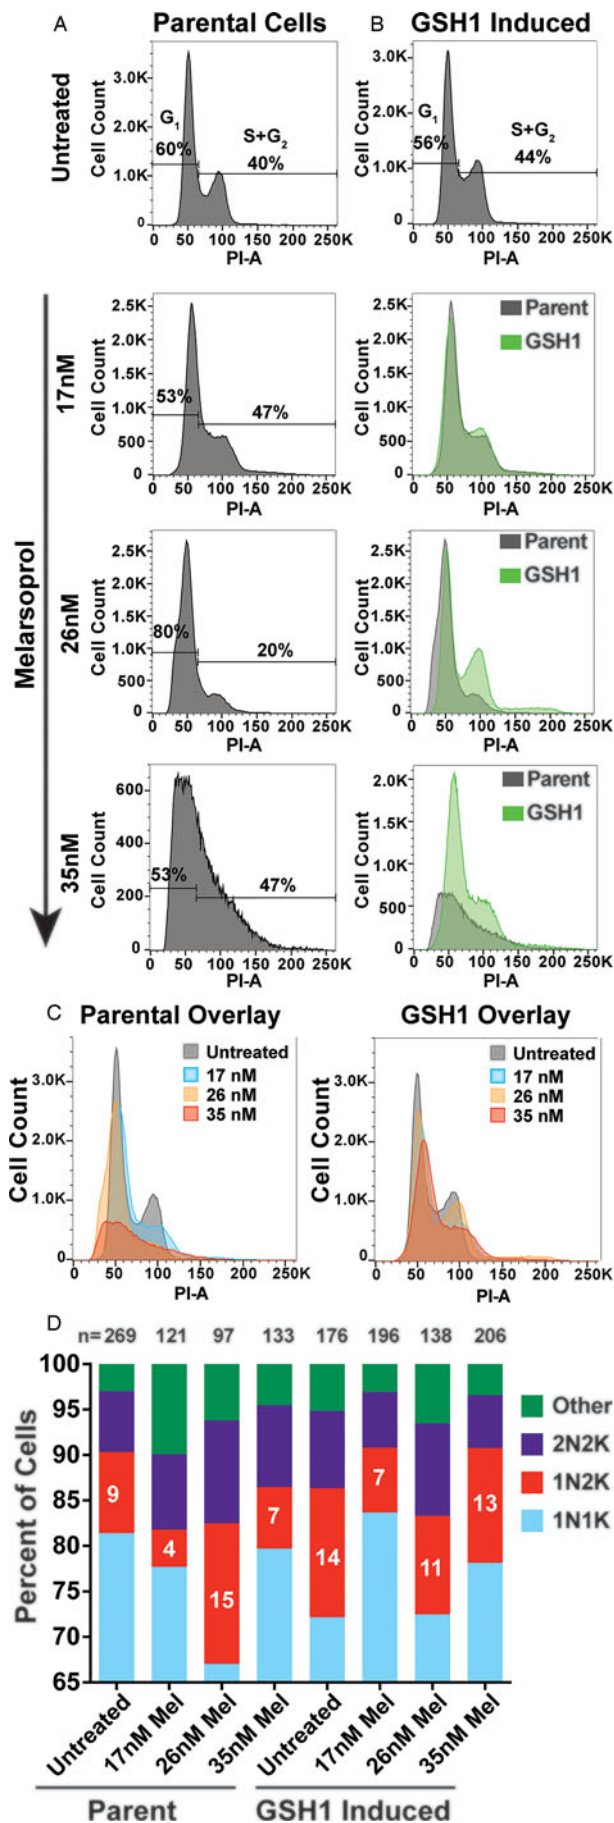 A Parental Cells
B GSH1 Induced
Untreated
Cell Count
3.0K
2.0K
1.0K
0
G1
60%
S+G2
40%
0 50 100 150 200 250K
PI-A
Cell Count
3.0K
2.0K
1.0K
0
G1
56%
S+G2
44%
0 50 100 150 200 250K
PI-A
Melarsoprol
17nM
Cell Count
2.5K
2.0K
1.5K
1.0K
500
0
53%
47%
0 50 100 150 200 250K
PI-A
Cell Count
2.5K
2.0K
1.5K
1.0K
500
0
Parent
GSH1
0 50 100 150 200 250K
PI-A
26nM
Cell Count
2.5K
2.0K
1.5K
1.0K
500
0
80%
20%
0 50 100 150 200 250K
PI-A
Cell Count
2.5K
2.0K
1.5K
1.0K
500
0
Parent
GSH1
0 50 100 150 200 250K
PI-A
35nM
Cell Count
600
400
200
0
53%
47%
0 50 100 150 200 250K
PI-A
Cell Count
2.0K
1.5K
1.0K
500
0
Parent
GSH1
0 50 100 150 200 250K
PI-A
C Parental Overlay
Cell Count
3.0K
2.0K
1.0K
0
Untreated
17 nM
26 nM
35 nM
0 50 100 150 200 250K
PI-A
GSH1 Overlay
Cell Count
3.0K
2.0K
1.0K
0
Untreated
17 nM
26 nM
35 nM
0 50 100 150 200 250K
PI-A
D
n= 269 121 97 133 176 196 138 206
Percent of Cells
100
95
90
85
80
75
70
65
9 4 15 7 14 7 11 13
Other
2N2K
1N2K
1N1K
Untreated
17nM Mel
26nM Mel
35nM Mel
Untreated
17nM Mel
26nM Mel
35nM Mel
Parent
GSH1 Induced